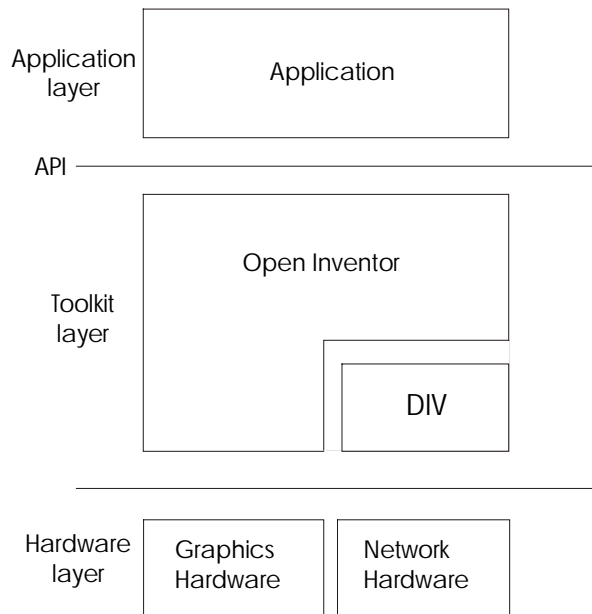 Application
layer
Application
API
Open Inventor
Toolkit
layer
DIV
Hardware
layer
Graphics
Hardware
Network
Hardware